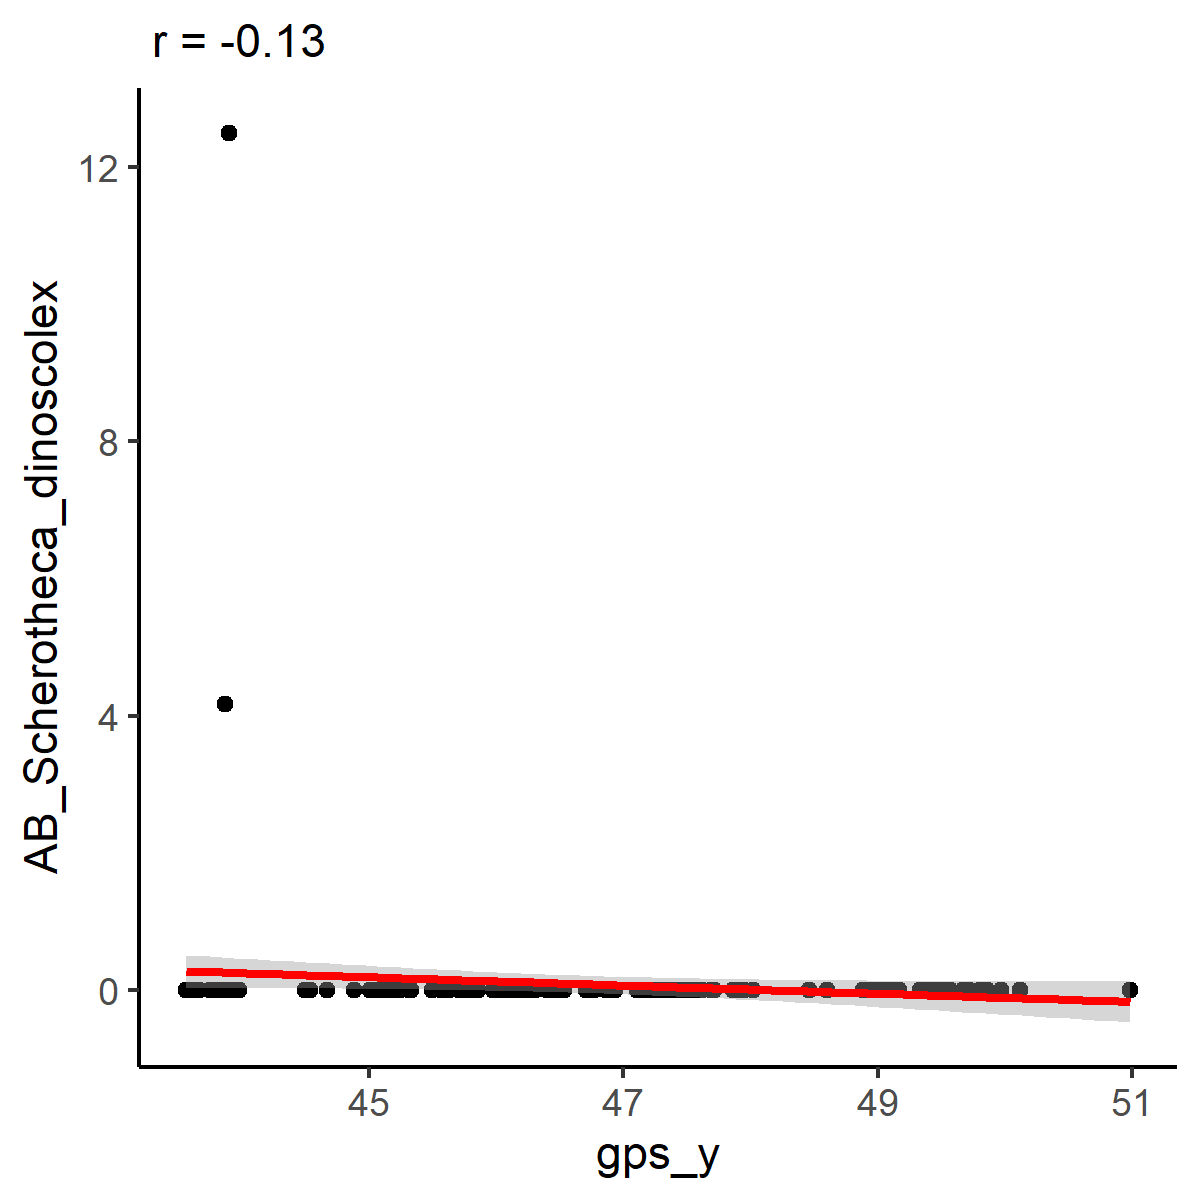 r = -0.13
AB_Scherotheca_dinoscolex
12
8
4
0
45
47
49
51
gps_y